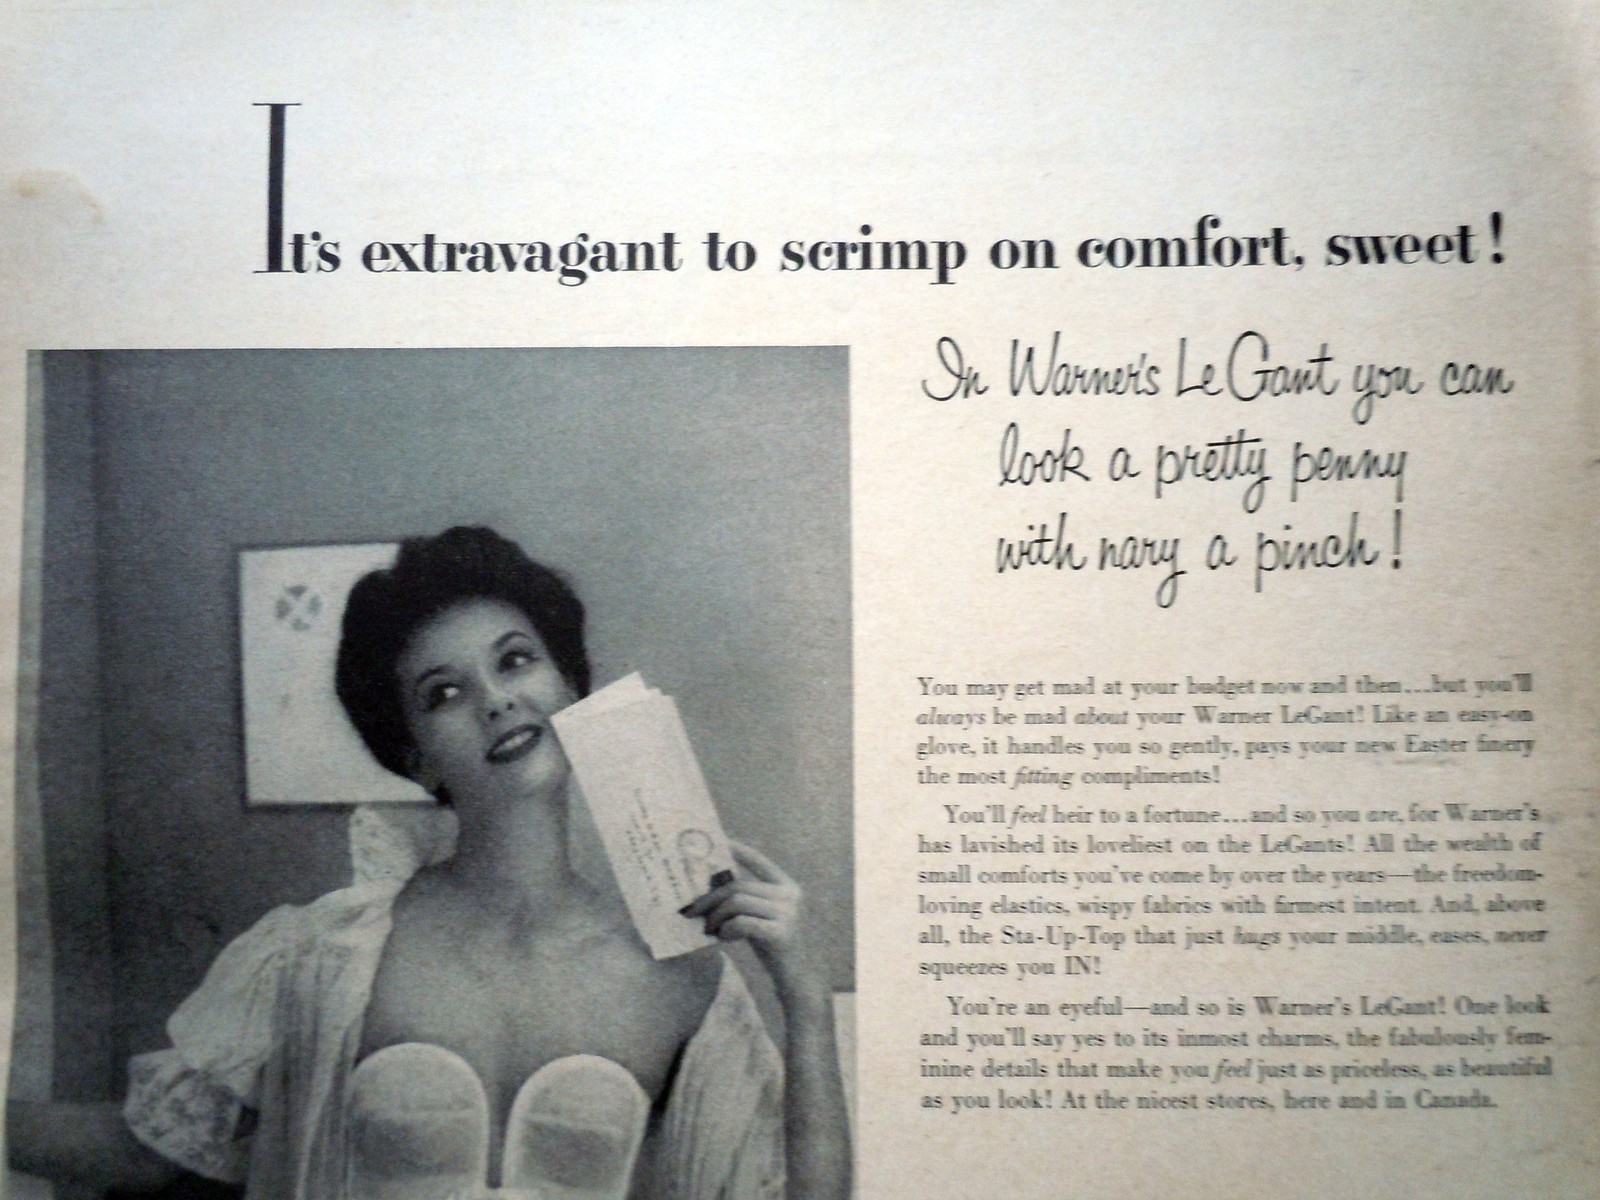 It's extravagant to scrimp on comfort, sweet!
In Warner's LeGant you can
look a pretty penny
with nary a pinch!
You may get mad at your budget now and then...but you'll
always be mad about your Warner LeGant! Like an easy-on
glove, it handles you so gently, pays your new Easter finery
the most fitting compliments!
You'll feel heir to a fortune...and so you are, for Warner's
has lavished its loveliest on the LeGants! All the wealth of
small comforts you've come by over the years—the freedom-
loving elastics, wispy fabrics with firmest intent. And, above
all, the Sta-Up-Top that just hugs your middle, eases, never
squeezes you IN!
You're an eyeful—and so is Warner's LeGant! One look
and you'll say yes to its inmost charms, the fabulously fem-
inine details that make you feel just as priceless, as beautiful
as you look! At the nicest stores, here and in Canada.